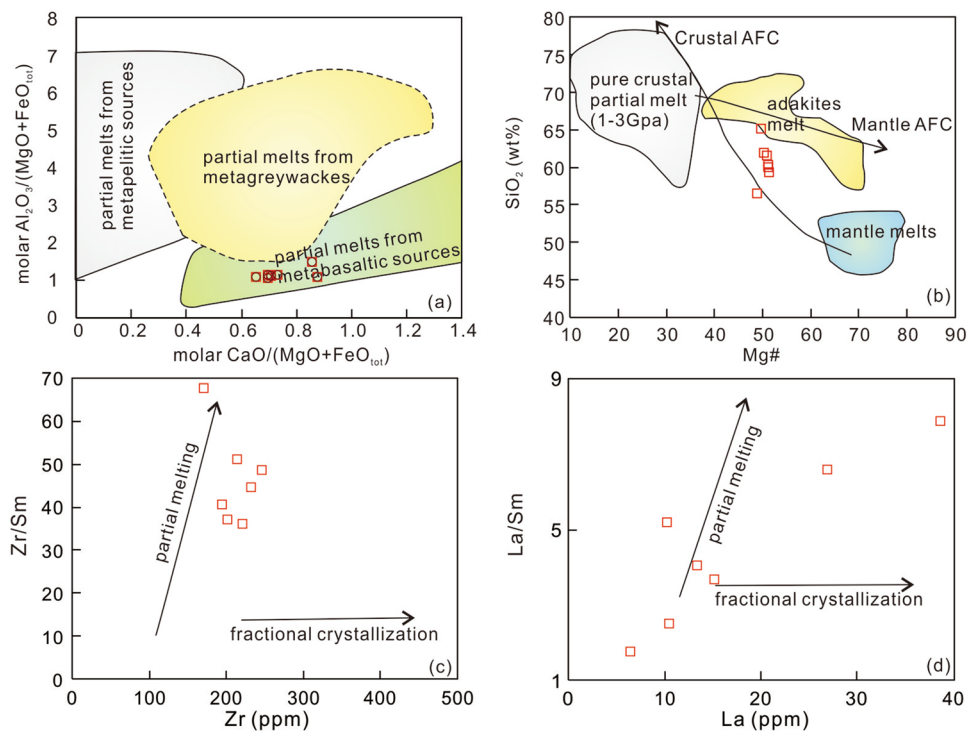 8
7
6
5
4
3
2
1
0
molar Al₂O₃/(MgO+FeOtot)
partial melts from
metapelitic sources
partial melts from
metagreywackes
partial melts from
metabasaltic sources
(a)
0
0.2
0.4
0.6
0.8
1.0
1.2
1.4
molar CaO/(MgO+FeOtot)
80
75
70
65
60
55
50
45
40
SiO₂ (wt%)
Crustal AFC
pure crustal
partial melt
(1-3Gpa)
adakites
melt
Mantle AFC
mantle melts
(b)
10
20
30
40
50
60
70
80
90
Mg#
70
60
50
40
30
20
10
0
Zr/Sm
partial melting
fractional crystallization
(c)
0
100
200
300
400
500
Zr (ppm)
9
5
1
La/Sm
partial melting
fractional crystallization
(d)
0
10
20
30
40
La (ppm)